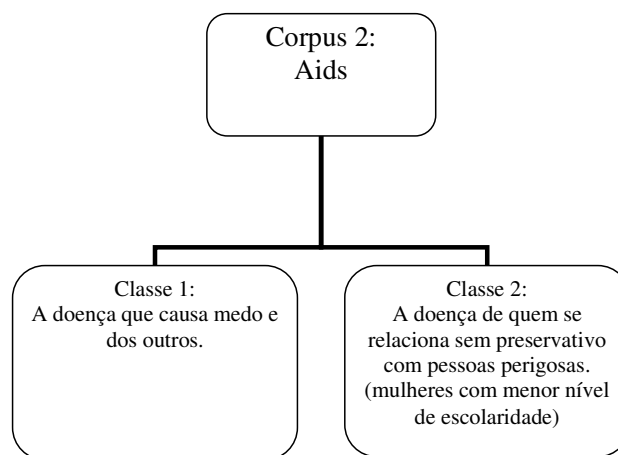 Corpus 2:
Aids
Classe 1:
A doença que causa medo e
dos outros.
Classe 2:
A doença de quem se
relaciona sem preservativo
com pessoas perigosas.
(mulheres com menor nível
de escolaridade)